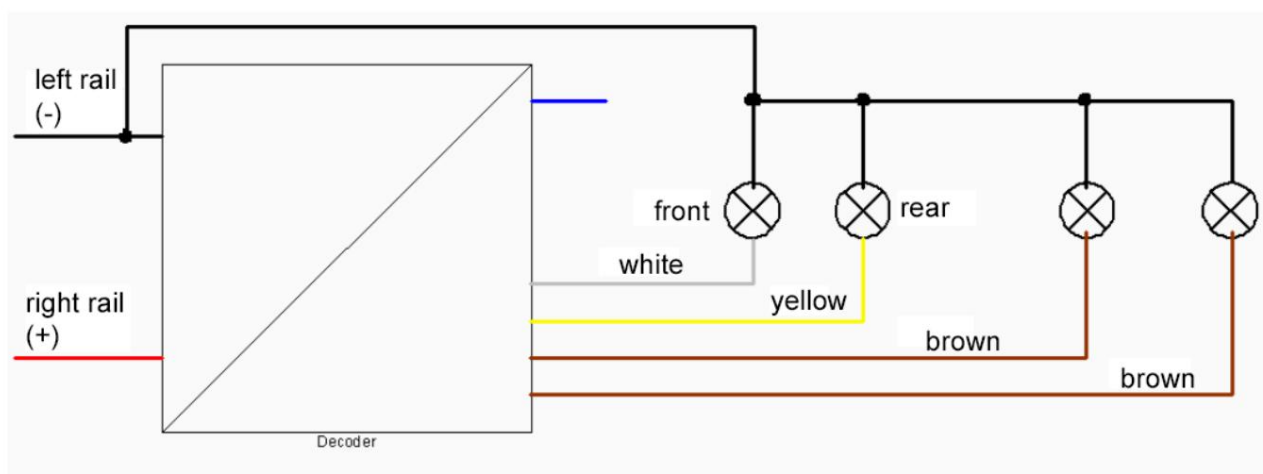 left rail
(-)
front
rear
white
right rail
(+)
yellow
brown
brown
Decoder